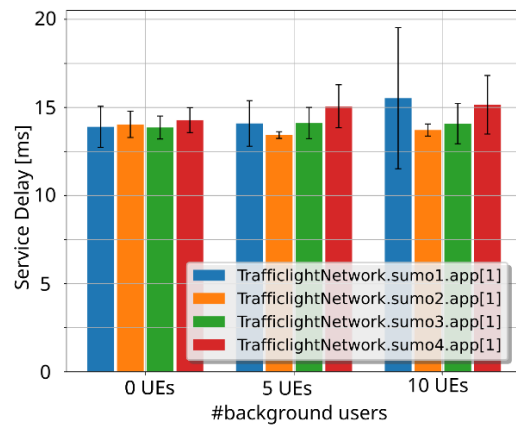 20
15
10
5
0
Service Delay [ms]
TrafficlightNetwork.sumo1.app[1]
TrafficlightNetwork.sumo2.app[1]
TrafficlightNetwork.sumo3.app[1]
TrafficlightNetwork.sumo4.app[1]
0 UEs 5 UEs 10 UEs
#background users